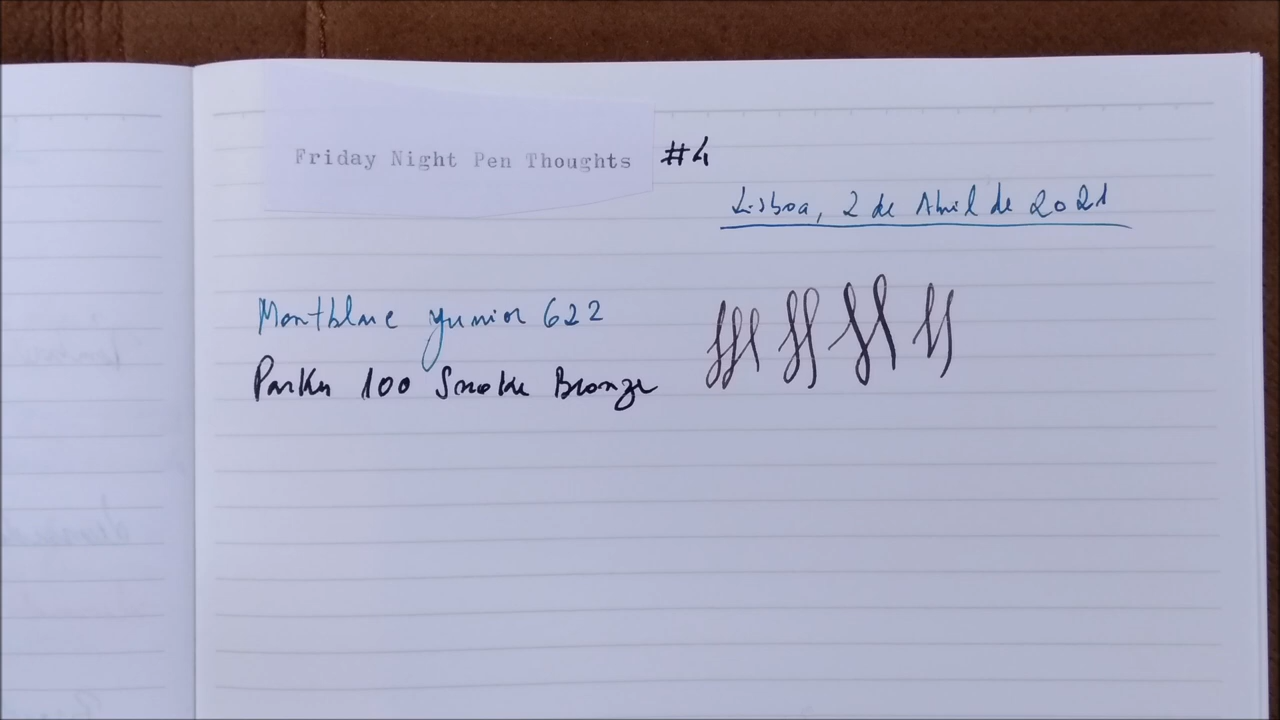 Friday Night Pen Thoughts #4
Lisboa, 2 de Abril de 2021
Montblanc Junior 622
Parker 100 Smoke Bronze